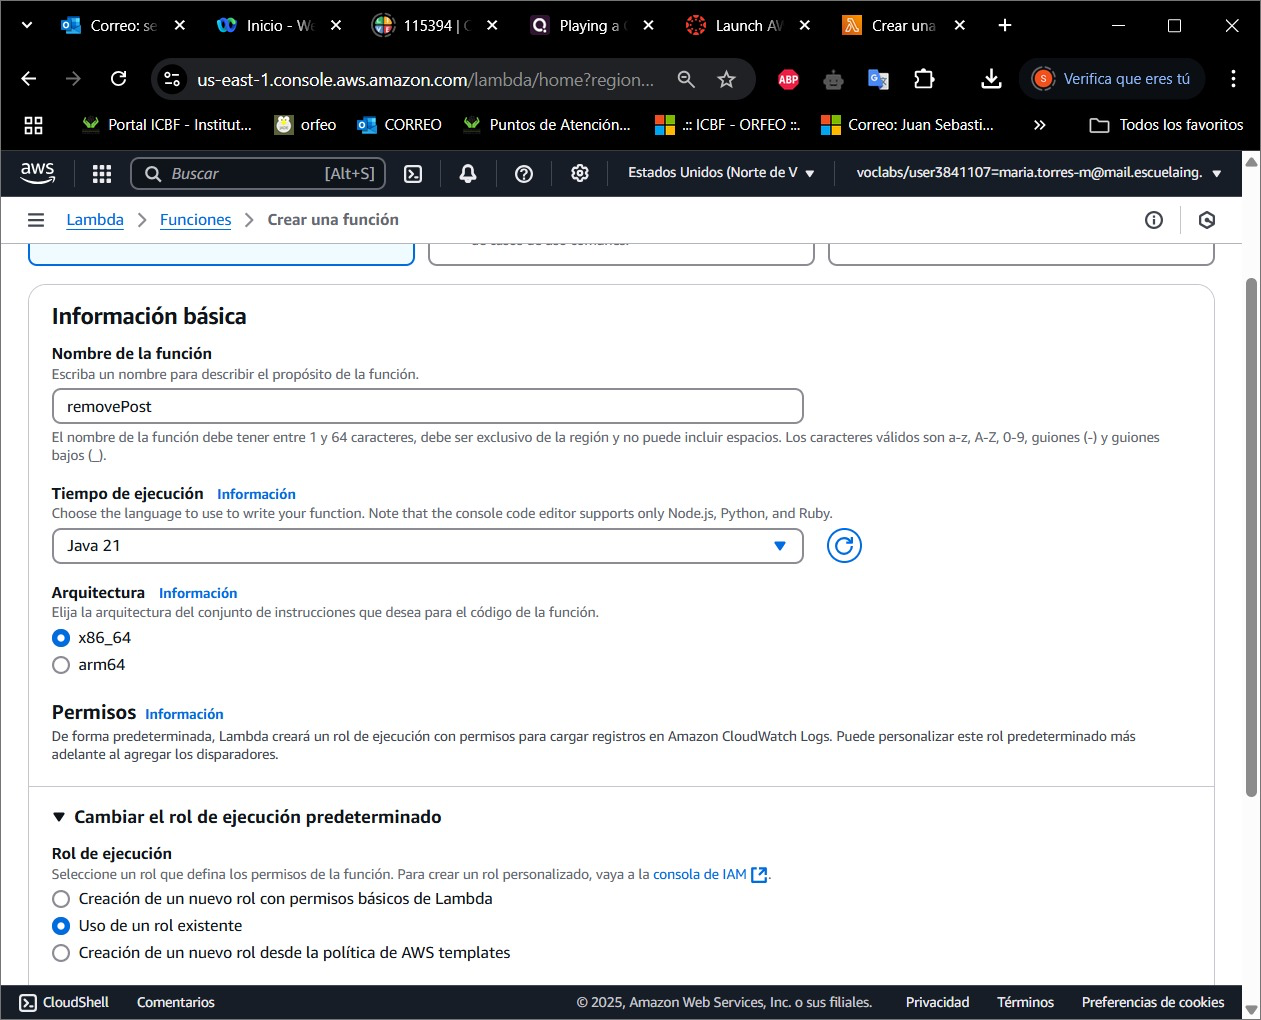 Correo: se
Inicio - We
115394 | C
Playing a
Launch AW
Crear una
us-east-1.console.aws.amazon.com/lambda/home?region...
ABP
S
Verifica que eres tú
Portal ICBF - Institut...
orfeo
CORREO
Puntos de Atención...
.:: ICBF - ORFEO ::.
Correo: Juan Sebasti...
Todos los favoritos
aws
Buscar
[Alt+S]
Estados Unidos (Norte de V
voclabs/user3841107=maria.torres-m@mail.escuelaing.
Lambda
Funciones
Crear una función
Información básica
Nombre de la función
Escriba un nombre para describir el propósito de la función.
removePost
El nombre de la función debe tener entre 1 y 64 caracteres, debe ser exclusivo de la región y no puede incluir espacios. Los caracteres válidos son a-z, A-Z, 0-9, guiones (-) y guiones
bajos (_).
Tiempo de ejecución Información
Choose the language to use to write your function. Note that the console code editor supports only Node.js, Python, and Ruby.
Java 21
Arquitectura Información
Elija la arquitectura del conjunto de instrucciones que desea para el código de la función.
x86_64
arm64
Permisos Información
De forma predeterminada, Lambda creará un rol de ejecución con permisos para cargar registros en Amazon CloudWatch Logs. Puede personalizar este rol predeterminado más
adelante al agregar los disparadores.
Cambiar el rol de ejecución predeterminado
Rol de ejecución
Seleccione un rol que defina los permisos de la función. Para crear un rol personalizado, vaya a la consola de IAM.
Creación de un nuevo rol con permisos básicos de Lambda
Uso de un rol existente
Creación de un nuevo rol desde la política de AWS templates
CloudShell
Comentarios
© 2025, Amazon Web Services, Inc. o sus filiales.
Privacidad
Términos
Preferencias de cookies